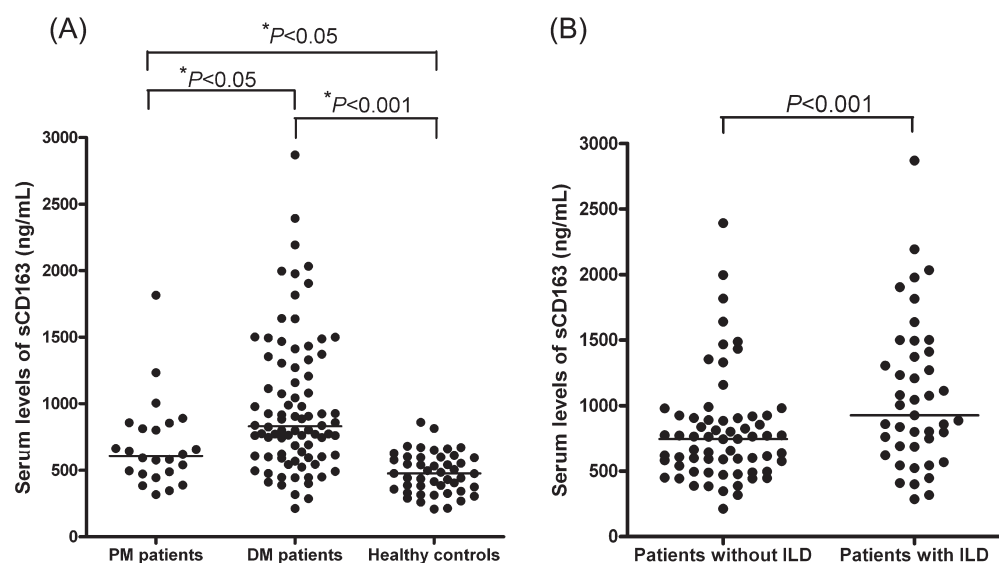 (A)
*P<0.05
*P<0.05
*P<0.001
3000
2500
2000
1500
1000
500
0
Serum levels of sCD163 (ng/mL)
PM patients DM patients Healthy controls
(B)
P<0.001
3000
2500
2000
1500
1000
500
0
Serum levels of sCD163 (ng/mL)
Patients without ILD Patients with ILD